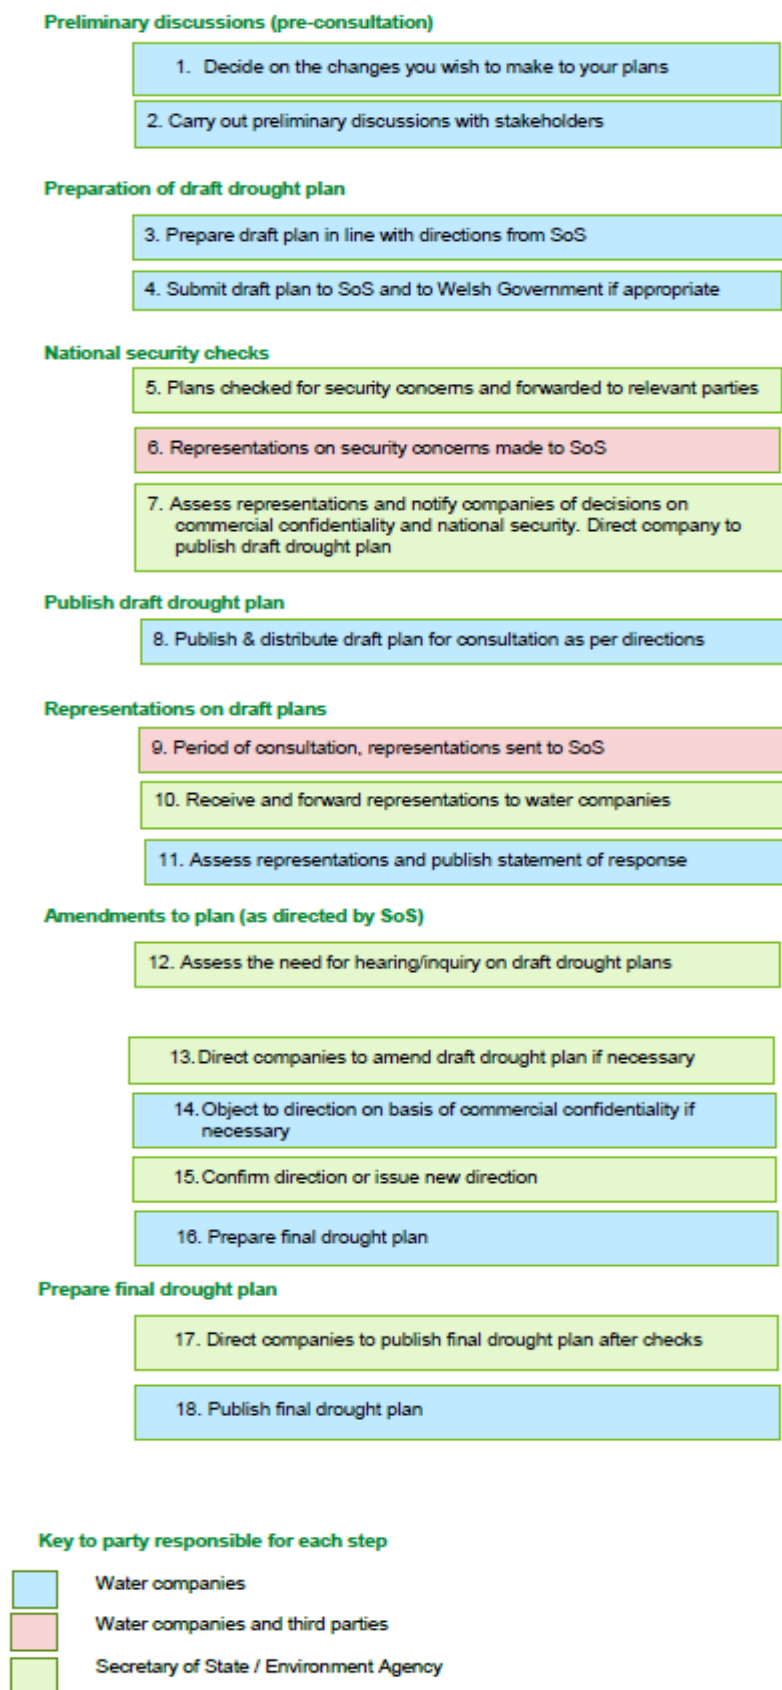 Preliminary discussions (pre-consultation)
1. Decide on the changes you wish to make to your plans
2. Carry out preliminary discussions with stakeholders
Preparation of draft drought plan
3. Prepare draft plan in line with directions from SoS
4. Submit draft plan to SoS and to Welsh Government if appropriate
National security checks
5. Plans checked for security concerns and forwarded to relevant parties
6. Representations on security concerns made to SoS
7. Assess representations and notify companies of decisions on
commercial confidentiality and national security. Direct company to
publish draft drought plan
Publish draft drought plan
8. Publish & distribute draft plan for consultation as per directions
Representations on draft plans
9. Period of consultation, representations sent to SoS
10. Receive and forward representations to water companies
11. Assess representations and publish statement of response
Amendments to plan (as directed by SoS)
12. Assess the need for hearing/inquiry on draft drought plans
13. Direct companies to amend draft drought plan if necessary
14. Object to direction on basis of commercial confidentiality if
necessary
15. Confirm direction or issue new direction
16. Prepare final drought plan
Prepare final drought plan
17. Direct companies to publish final drought plan after checks
18. Publish final drought plan
Key to party responsible for each step
Water companies
Water companies and third parties
Secretary of State / Environment Agency